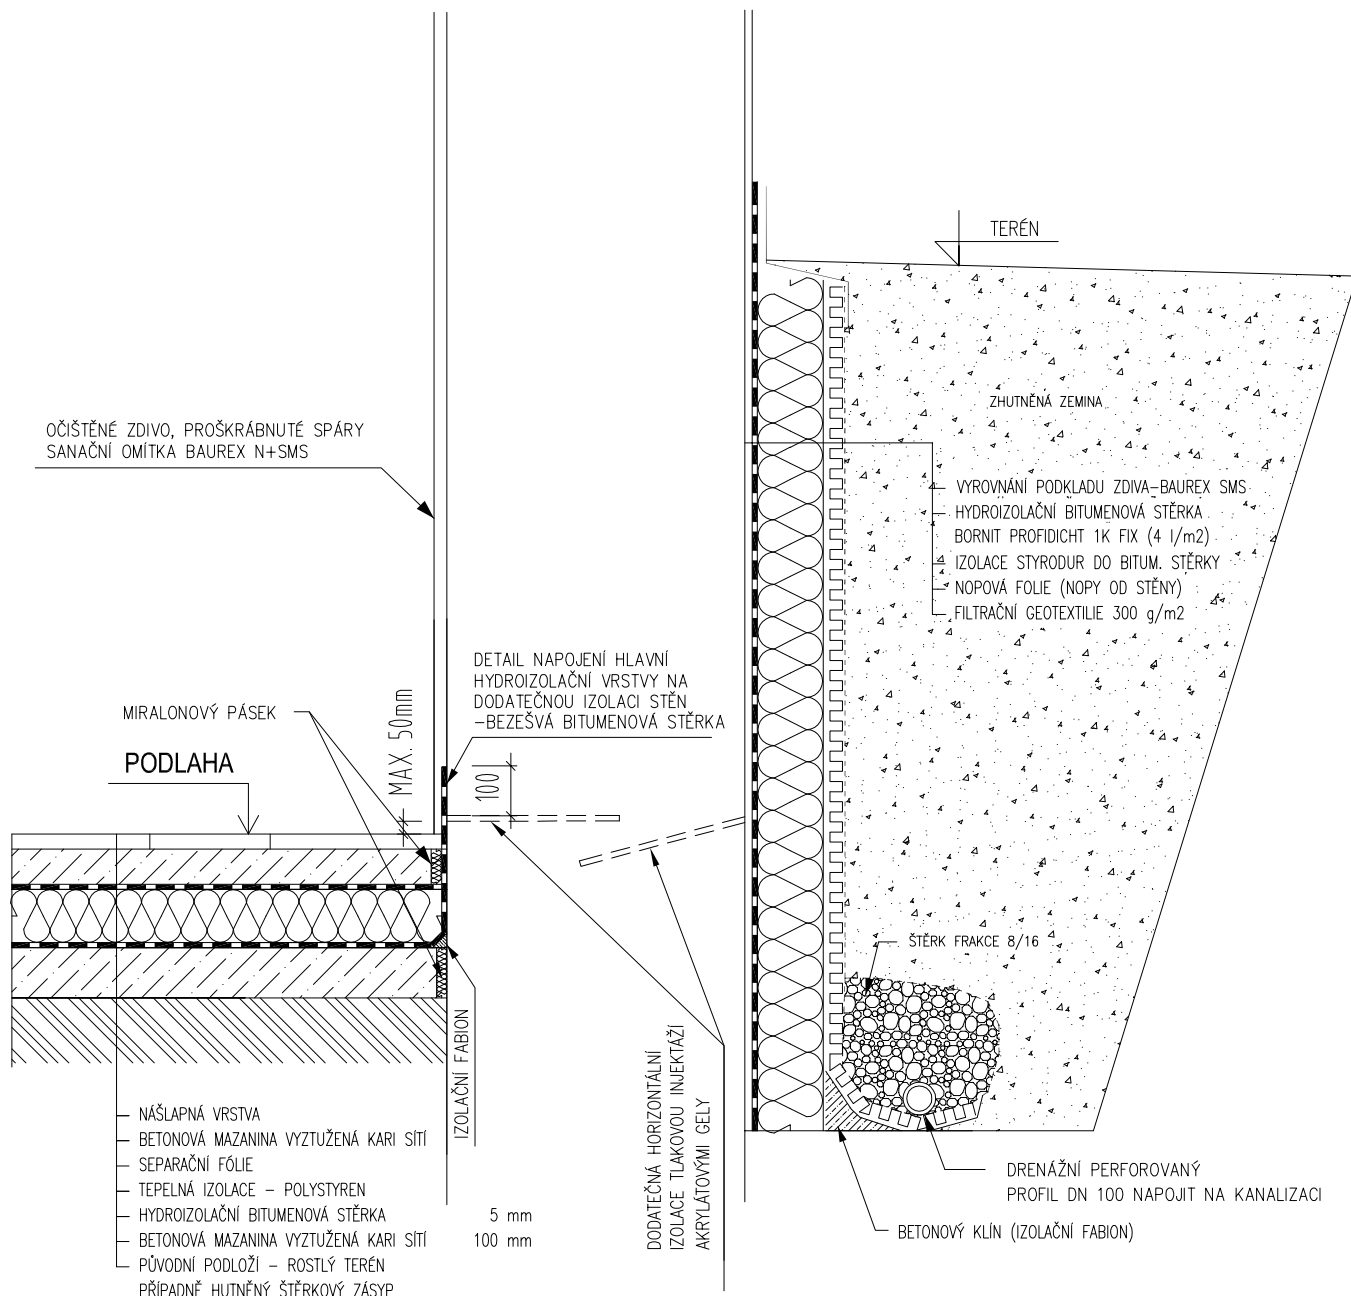 TERÉN
ZHUTNĚNÁ ZEMINA
OČIŠTĚNÉ ZDIVO, PROŠKRÁBNUTÉ SPÁRY
SANAČNÍ OMÍTKA BAUREX N+SMS
VYROVNÁNÍ PODKLADU ZDIVA-BAUREX SMS
HYDROIZOLAČNÍ BITUMENOVÁ STĚRKA
BORNIT PROFIDICHT 1K FIX (4 l/m2)
IZOLACE STYRODUR DO BITUM. STĚRKY
NOPOVÁ FOLIE (NOPY OD STĚNY)
FILTRAČNÍ GEOTEXTILIE 300 g/m2
DETAIL NAPOJENÍ HLAVNÍ
HYDROIZOLAČNÍ VRSTVY NA
DODATEČNOU IZOLACI STĚN
-BEZEŠVÁ BITUMENOVÁ STĚRKA
MIRALONOVÝ PÁSEK
MAX. 50mm
100
PODLAHA
ŠTĚRK FRAKCE 8/16
IZOLAČNÍ FABION
DODATEČNÁ HORIZONTÁLNÍ
IZOLACE TLAKOVOU INJEKTÁŽÍ
AKRYLÁTOVÝMI GELY
NÁŠLAPNÁ VRSTVA
BETONOVÁ MAZANINA VYZTUŽENÁ KARI SÍTÍ
SEPARAČNÍ FÓLIE
TEPELNÁ IZOLACE - POLYSTYREN
HYDROIZOLAČNÍ BITUMENOVÁ STĚRKA 5 mm
BETONOVÁ MAZANINA VYZTUŽENÁ KARI SÍTÍ 100 mm
PŮVODNÍ PODLOŽÍ - ROSTLÝ TERÉN
PŘÍPADNĚ HUTNĚNÝ ŠTĚRKOVÝ ZÁSYP
DRENÁŽNÍ PERFOROVANÝ
PROFIL DN 100 NAPOJIT NA KANALIZACI
BETONOVÝ KLÍN (IZOLAČNÍ FABION)